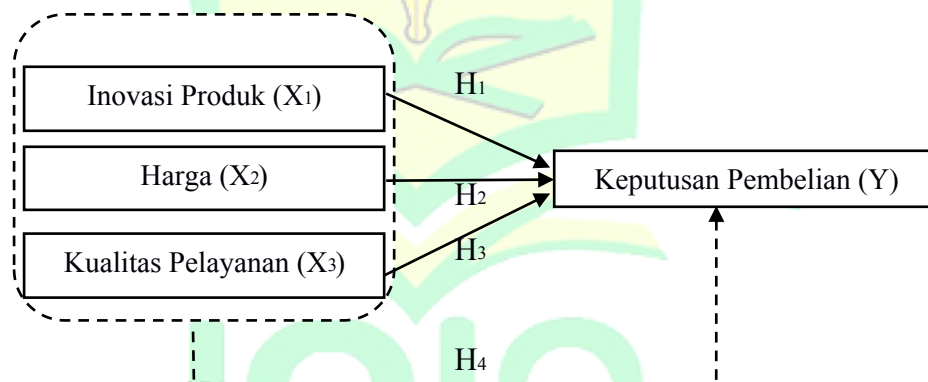 Inovasi Produk (X1)
H1
Harga (X2)
H2
Keputusan Pembelian (Y)
Kualitas Pelayanan (X3)
H3
H4